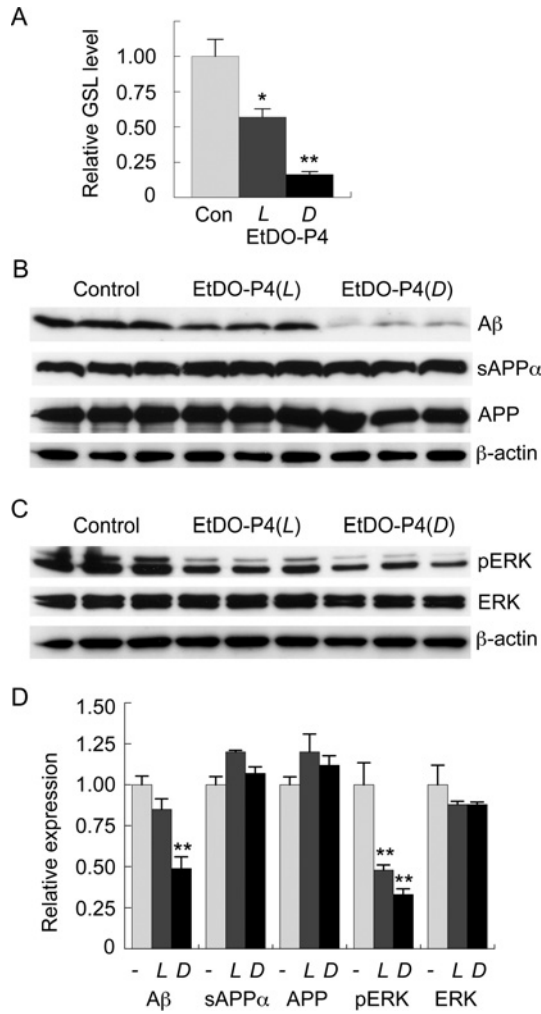 A
Relative GSL level
1.00
0.75
0.50
0.25
0
*
**
Con L D
EtDO-P4
B
Control EtDO-P4(L) EtDO-P4(D)
Aβ
sAPPα
APP
β-actin
C
Control EtDO-P4(L) EtDO-P4(D)
pERK
ERK
β-actin
D
Relative expression
1.50
1.25
1.00
0.75
0.50
0.25
0
**
**
**
- L D - L D - L D - L D - L D
Aβ sAPPα APP pERK ERK